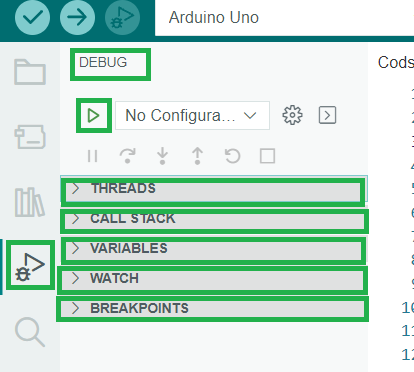 Arduino Uno
DEBUG
Cods
No Configura...
THREADS
CALL STACK
VARIABLES
WATCH
BREAKPOINTS
1
2
3
4
5
6
7
8
9
10
11
12